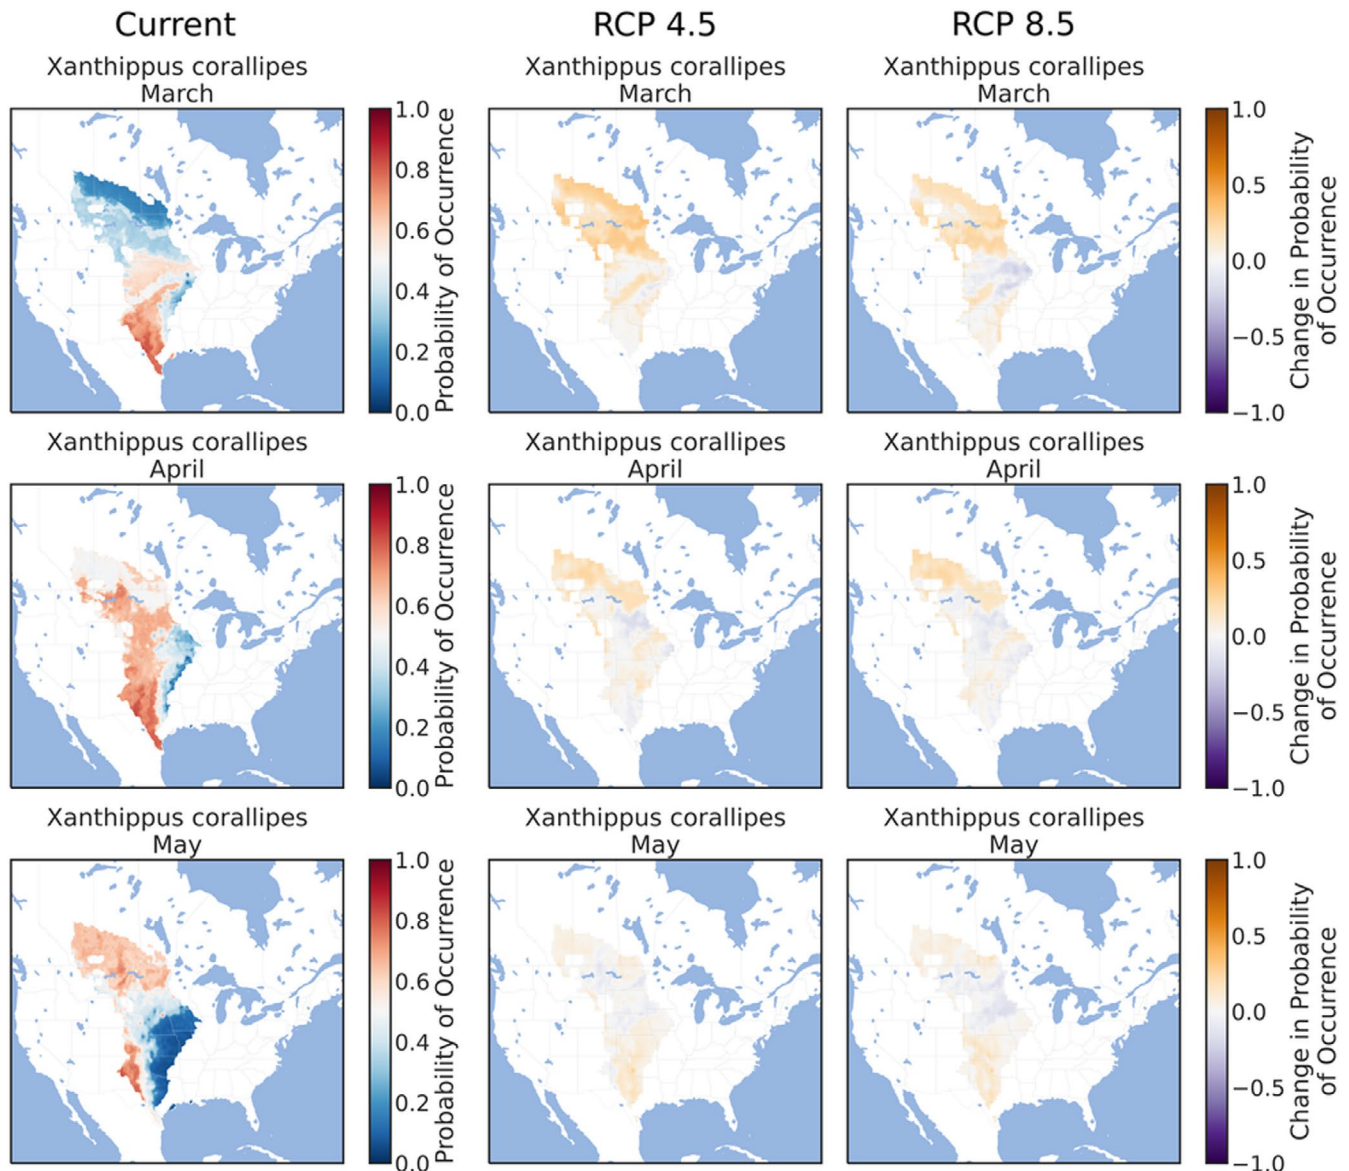 Current
RCP 4.5
RCP 8.5
Xanthippus corallipes
March
1.0
0.8
0.6
0.4
0.2
0.0
Probability of Occurrence
Xanthippus corallipes
March
Xanthippus corallipes
March
1.0
0.5
0.0
−0.5
−1.0
Change in Probability
of Occurrence
Xanthippus corallipes
April
1.0
0.8
0.6
0.4
0.2
0.0
Probability of Occurrence
Xanthippus corallipes
April
Xanthippus corallipes
April
1.0
0.5
0.0
−0.5
−1.0
Change in Probability
of Occurrence
Xanthippus corallipes
May
1.0
0.8
0.6
0.4
0.2
0.0
Probability of Occurrence
Xanthippus corallipes
May
Xanthippus corallipes
May
1.0
0.5
0.0
−0.5
−1.0
Change in Probability
of Occurrence